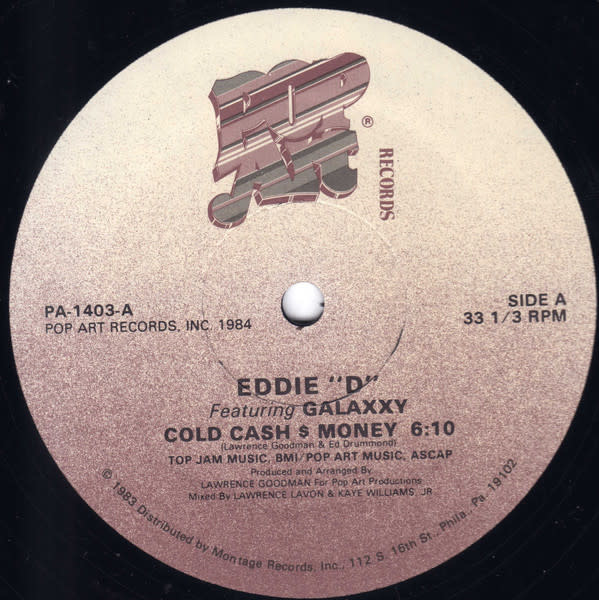 POP
ART
®
RECORDS
PA-1403-A
POP ART RECORDS, INC. 1984
SIDE A
33 1/3 RPM
EDDIE "D"
Featuring GALAXXY
COLD CASH $ MONEY 6:10
(Lawrence Goodman & Ed Drummond)
TOP JAM MUSIC, BMI/POP ART MUSIC, ASCAP
Produced and Arranged By
LAWRENCE GOODMAN For Pop Art Productions
Mixed By LAWRENCE LAVON & KAYE WILLIAMS, JR
© 1983 Distributed by Montage Records, Inc., 112 S. 16th St., Phila., Pa. 19102